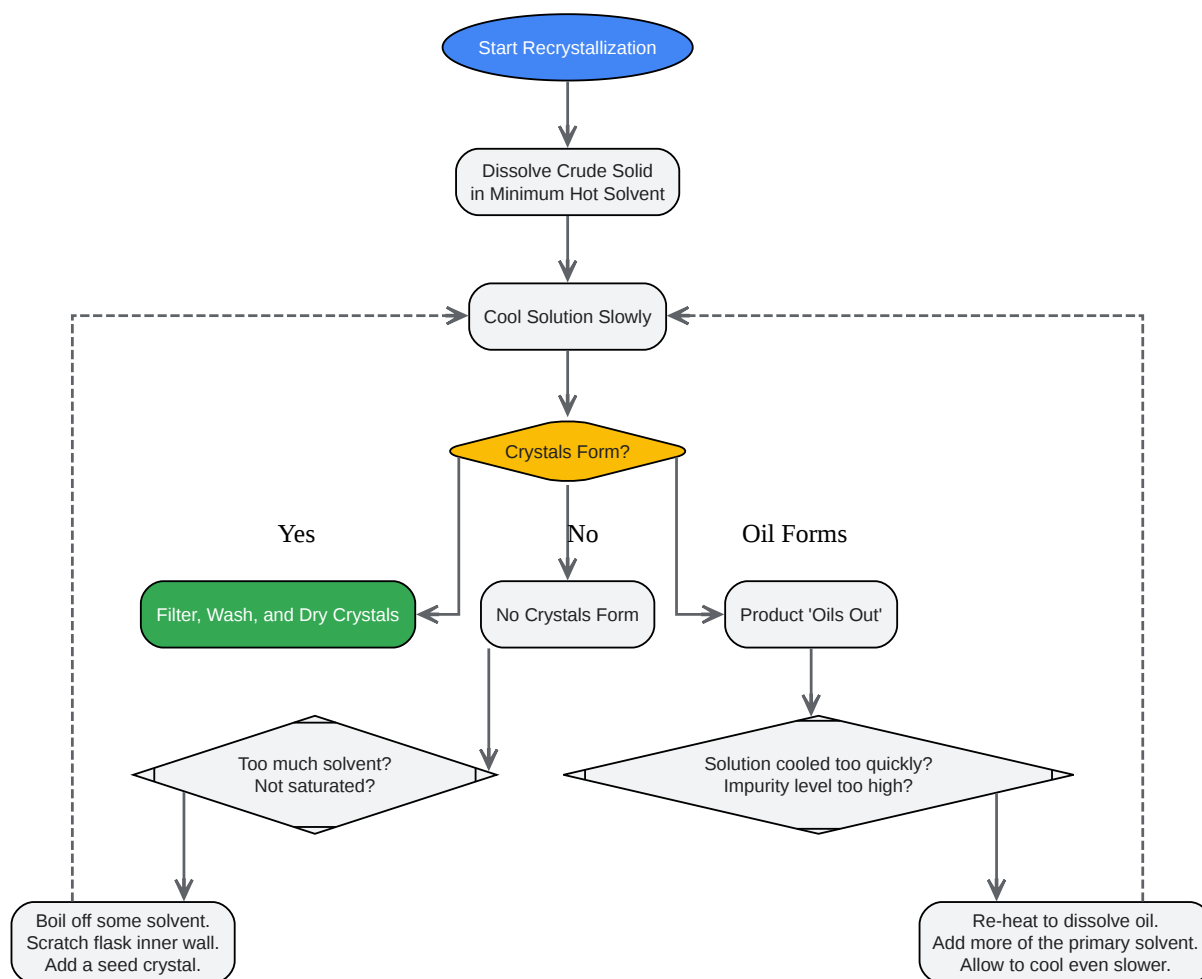 Start Recrystallization
Dissolve Crude Solid
in Minimum Hot Solvent
Cool Solution Slowly
Crystals Form?
Yes
No
Oil Forms
Filter, Wash, and Dry Crystals
No Crystals Form
Product 'Oils Out'
Too much solvent?
Not saturated?
Solution cooled too quickly?
Impurity level too high?
Boil off some solvent.
Scratch flask inner wall.
Add a seed crystal.
Re-heat to dissolve oil.
Add more of the primary solvent.
Allow to cool even slower.